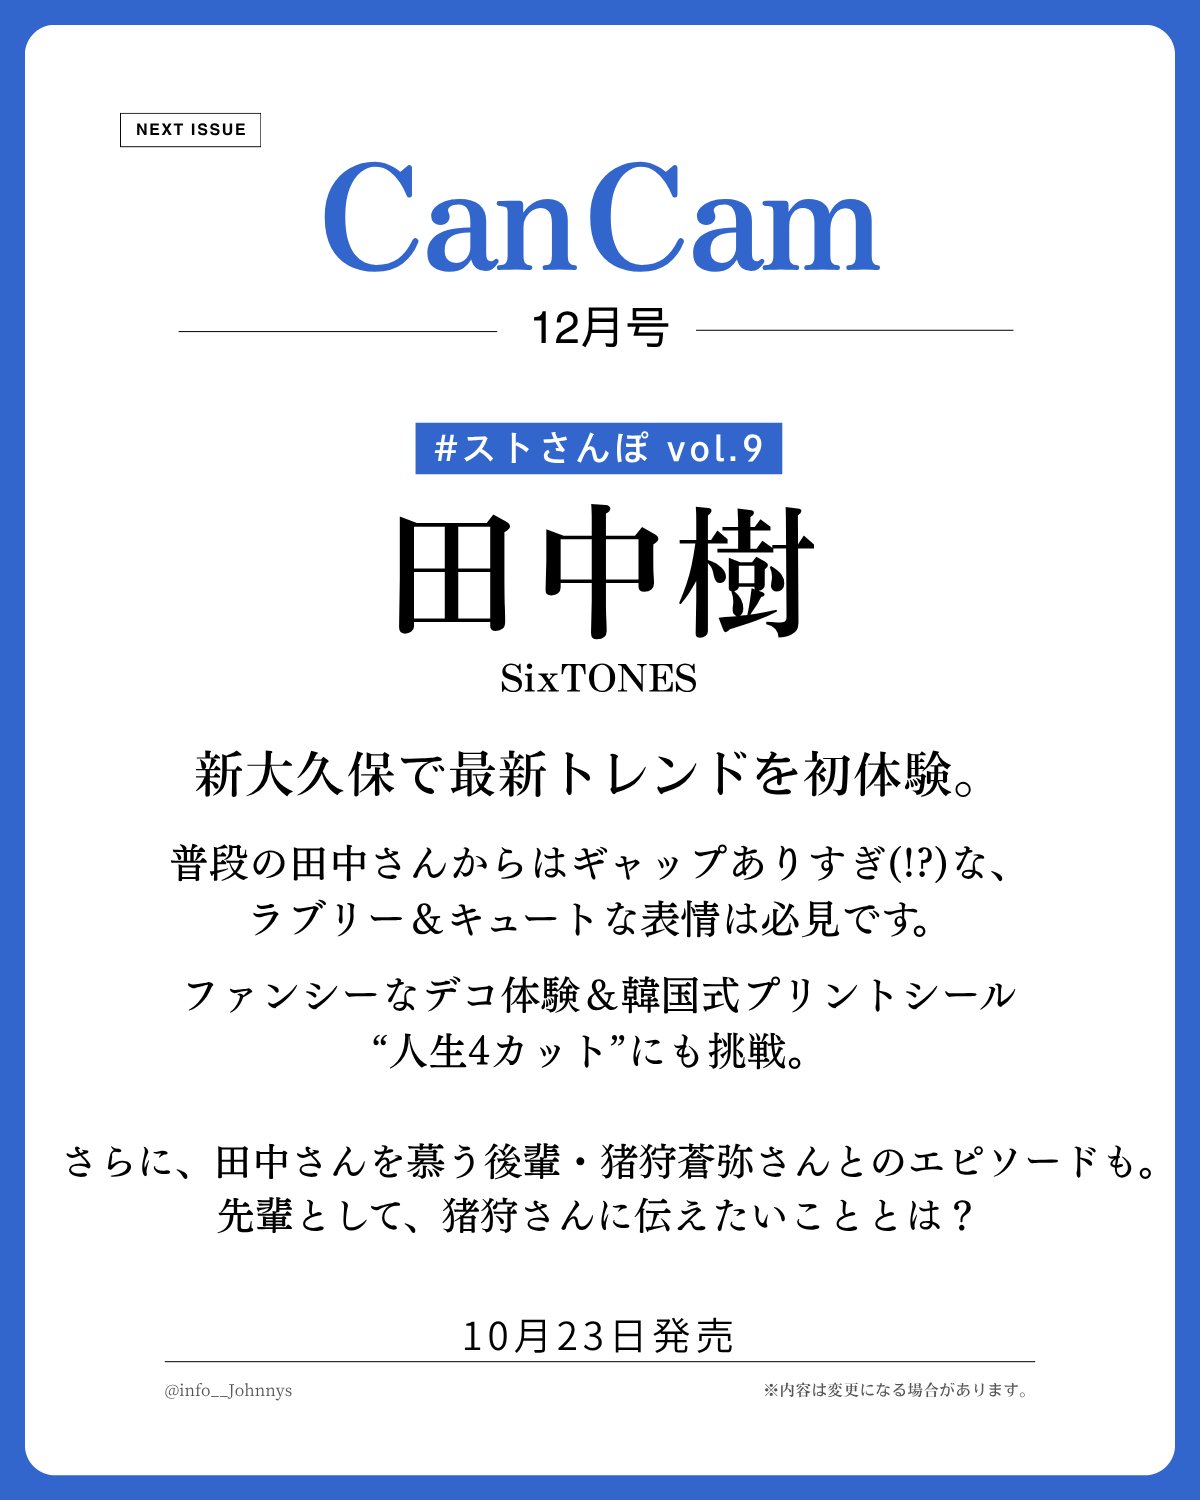 NEXT ISSUE
CanCam
12月号
#ストさんぽ vol.9
田中樹
SixTONES
新大久保で最新トレンドを初体験。
普段の田中さんからはギャップありすぎ(!?)な、
ラブリー＆キュートな表情は必見です。
ファンシーなデコ体験＆韓国式プリントシール
“人生4カット”にも挑戦。
さらに、田中さんを慕う後輩・猪狩蒼弥さんとのエピソードも。
先輩として、猪狩さんに伝えたいこととは？
10月23日発売
@info__Johnnys
※内容は変更になる場合があります。